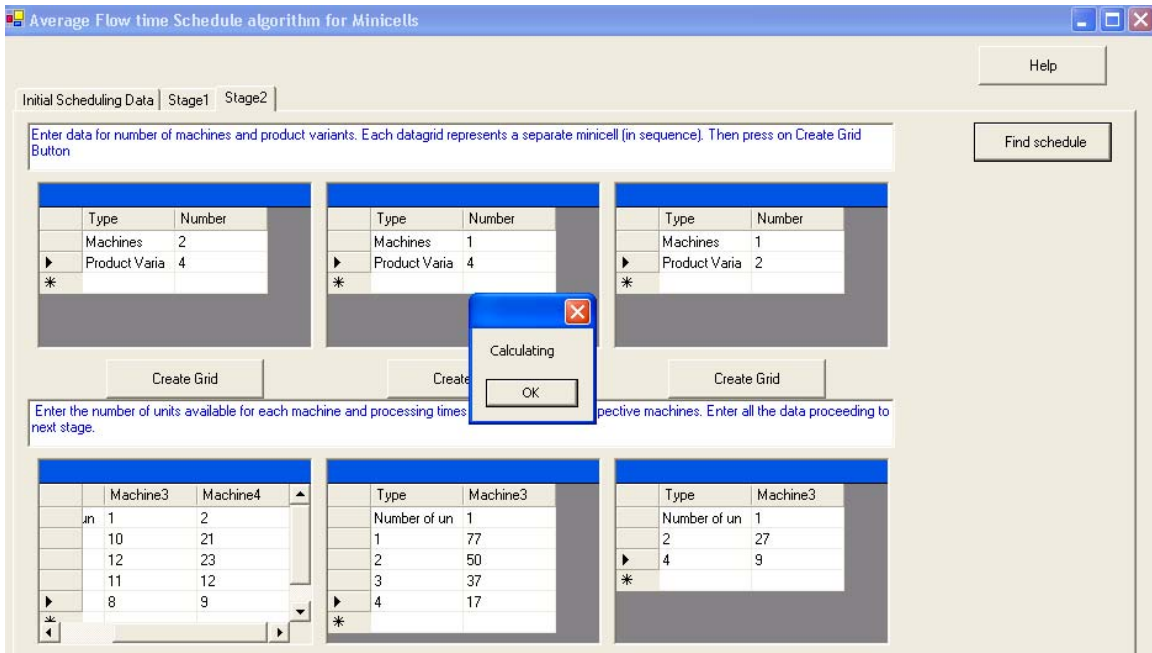 Average Flow time Schedule algorithm for Minicells
Help
Initial Scheduling Data Stage1 Stage2
Enter data for number of machines and product variants. Each datagrid represents a separate minicell (in sequence). Then press on Create Grid
Button
Find schedule
Type Number Type Number Type Number
Machines 2 Machines 1 Machines 1
Product Varia 4 Product Varia 4 Product Varia 2
Calculating
OK
Create Grid Create Create Grid
Enter the number of units available for each machine and processing times pective machines. Enter all the data proceeding to
next stage.
Machine3 Machine4 Type Machine3 Type Machine3
un 1 2 Number of un 1 Number of un 1
10 21 1 77 2 27
12 23 2 50 4 9
11 12 3 37
8 9 4 17